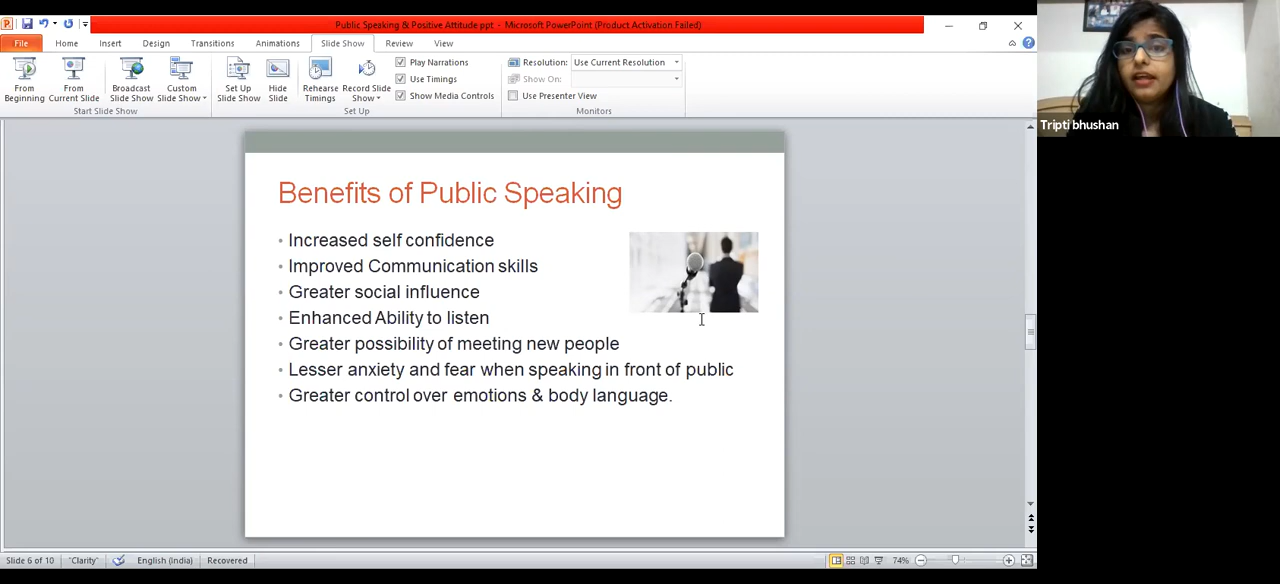 Public Speaking & Positive Attitude ppt - Microsoft PowerPoint (Product Activation Failed)
File Home Insert Design Transitions Animations Slide Show Review View
From Beginning
From Current Slide
Broadcast Slide Show
Custom Slide Show
Start Slide Show
Set Up Slide Show
Hide Slide
Rehearse Timings
Record Slide Show
Play Narrations
Use Timings
Show Media Controls
Set Up
Resolution: Use Current Resolution
Show On:
Use Presenter View
Monitors
Tripti bhushan
Benefits of Public Speaking
• Increased self confidence
• Improved Communication skills
• Greater social influence
• Enhanced Ability to listen
• Greater possibility of meeting new people
• Lesser anxiety and fear when speaking in front of public
• Greater control over emotions & body language.
Slide 6 of 10 "Clarity" English (India) Recovered 74%